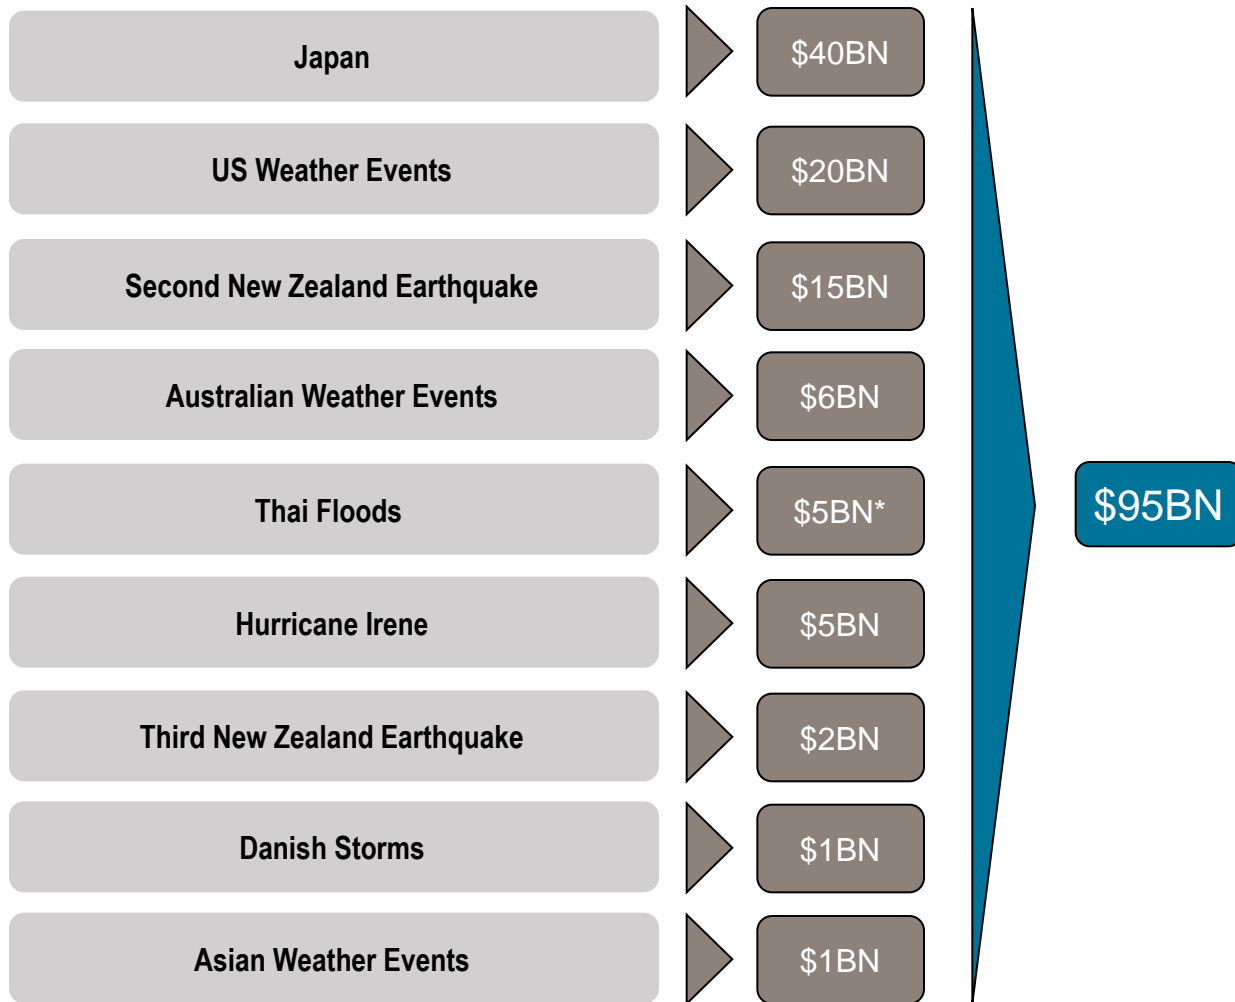 Japan
$40BN
US Weather Events
$20BN
Second New Zealand Earthquake
$15BN
Australian Weather Events
$6BN
Thai Floods
$5BN*
$95BN
Hurricane Irene
$5BN
Third New Zealand Earthquake
$2BN
Danish Storms
$1BN
Asian Weather Events
$1BN